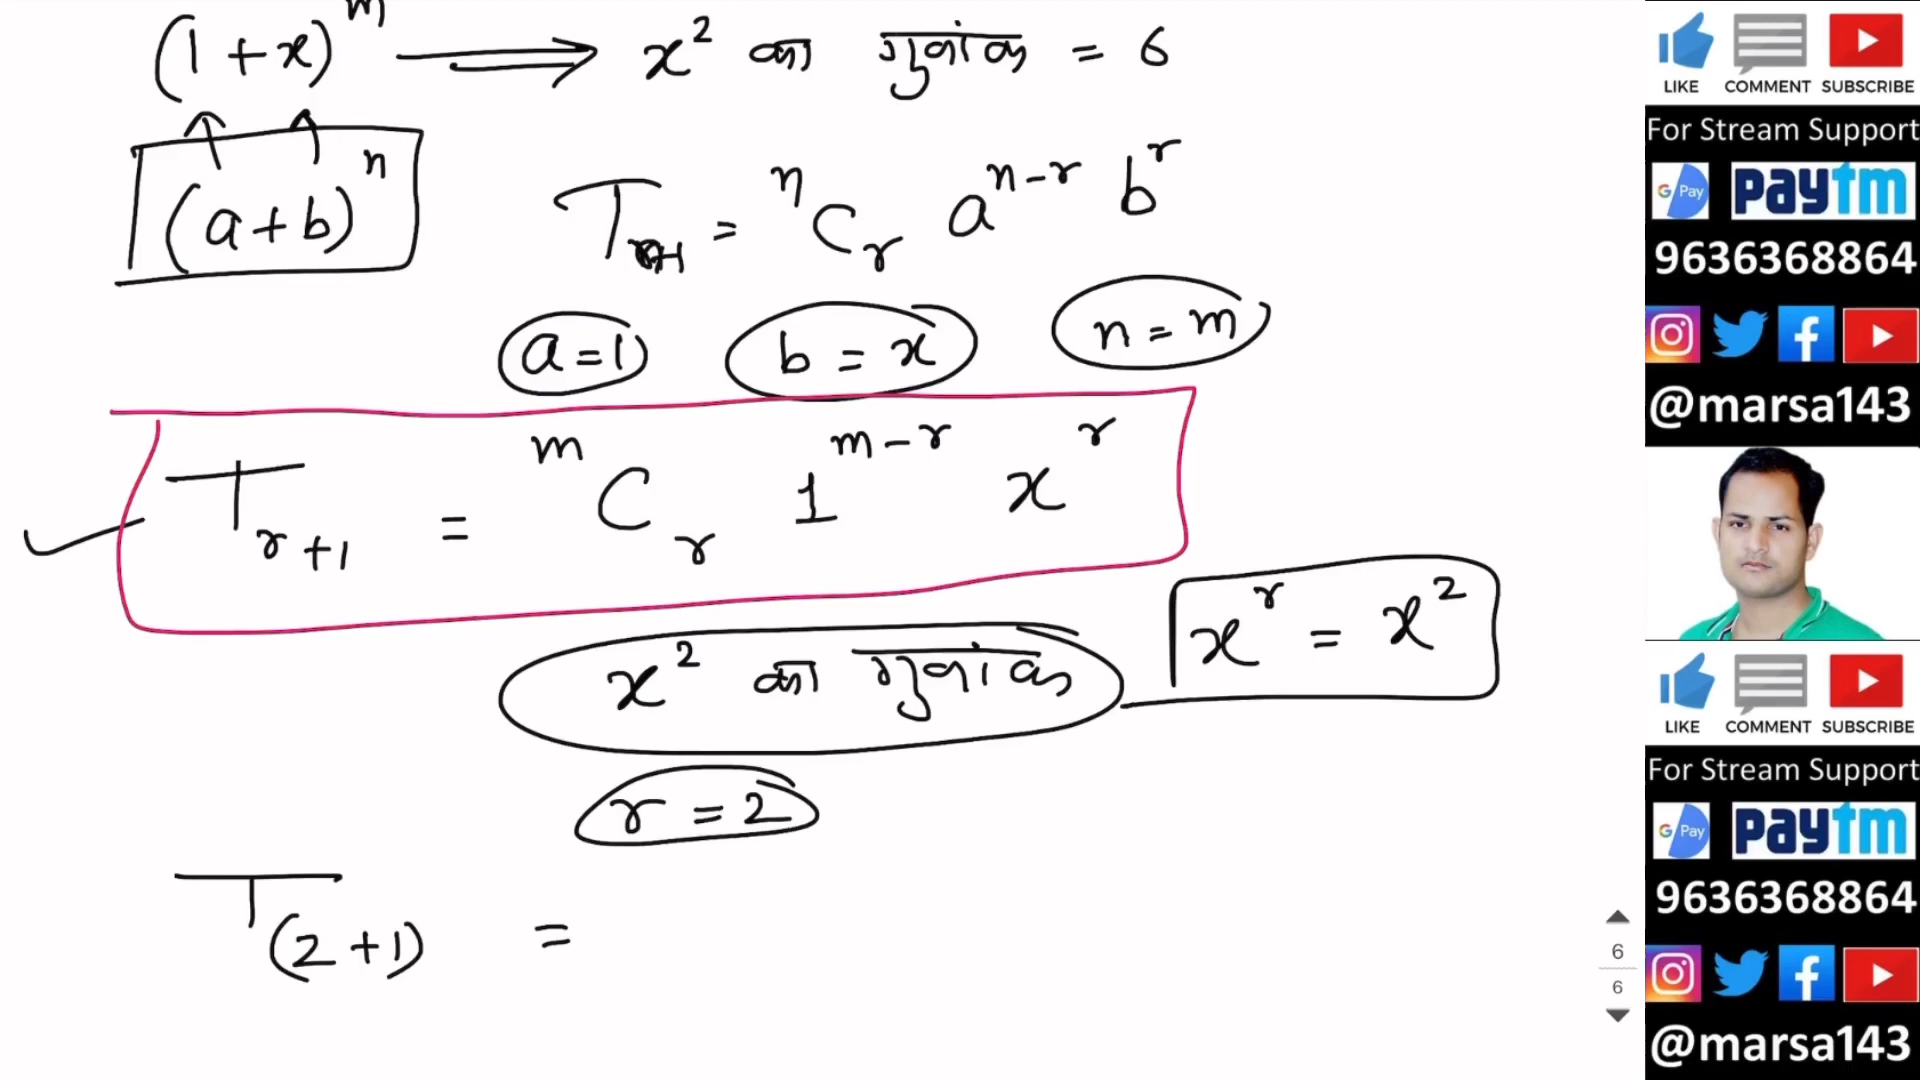 (1+x)^m ⟹ x² का गुणांक = 6
(a+b)^n
T_{r+1} = ^nC_r a^{n-r} b^r
a=1 b=x n=m
T_{r+1} = ^mC_r 1^{m-r} x^r
x^r = x²
x² का गुणांक
r=2
T_{(2+1)} =
6
6
LIKE COMMENT SUBSCRIBE
For Stream Support
G Pay paytm
9636368864
@marsa143
LIKE COMMENT SUBSCRIBE
For Stream Support
G Pay paytm
9636368864
@marsa143